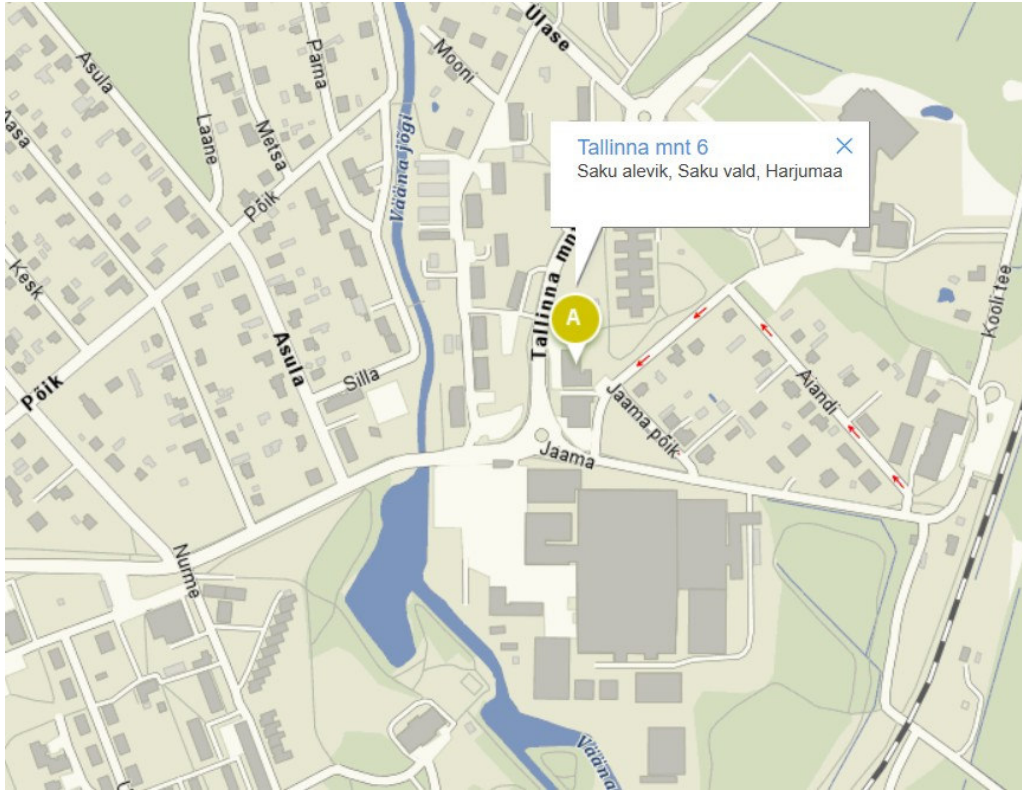 Ülase
Asula
Parna
Mooni
Aasa
Laane
Metsa
Tallinna mnt 6
Saku alevik, Saku vald, Harjumaa
Põik
Vääna jõgi
Kesk
Tallinna mnt
Kooli tee
A
Asula
Põik
Silla
Jaama põik
Aiandi
Jaama
Nurme
Vääna